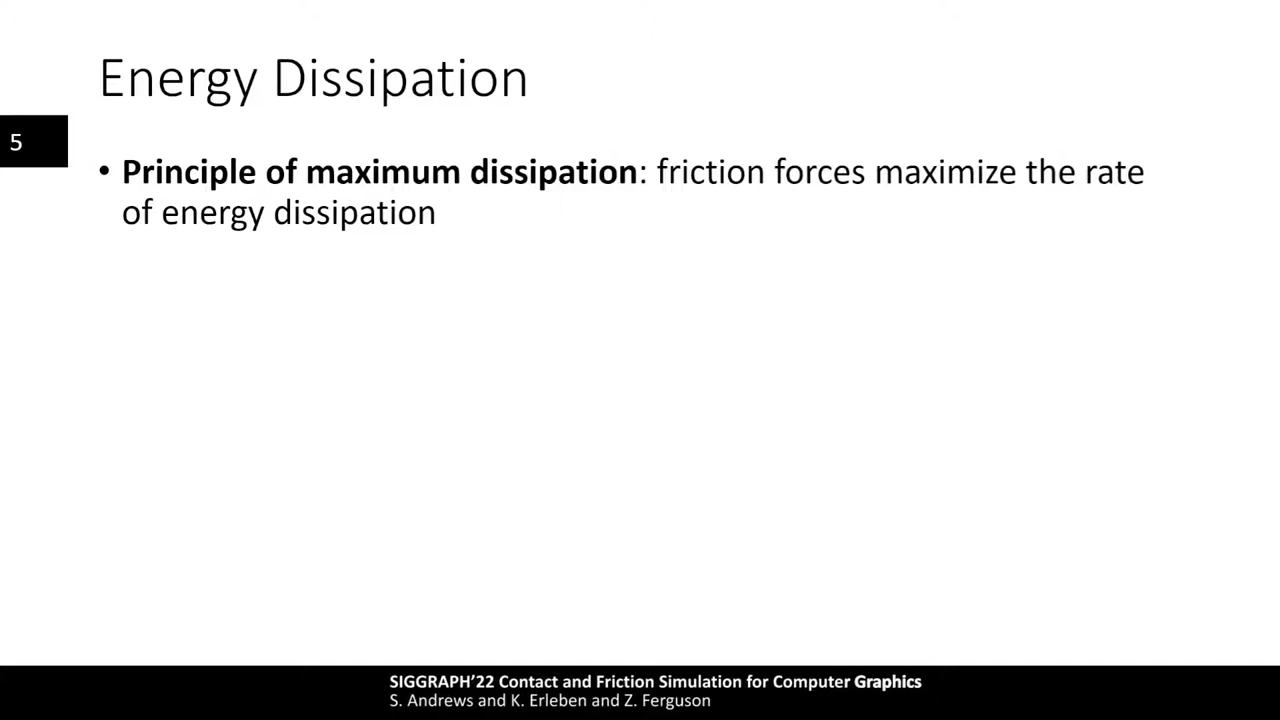 Energy Dissipation
5
• Principle of maximum dissipation: friction forces maximize the rate
of energy dissipation
SIGGRAPH’22 Contact and Friction Simulation for Computer Graphics
S. Andrews and K. Erleben and Z. Ferguson